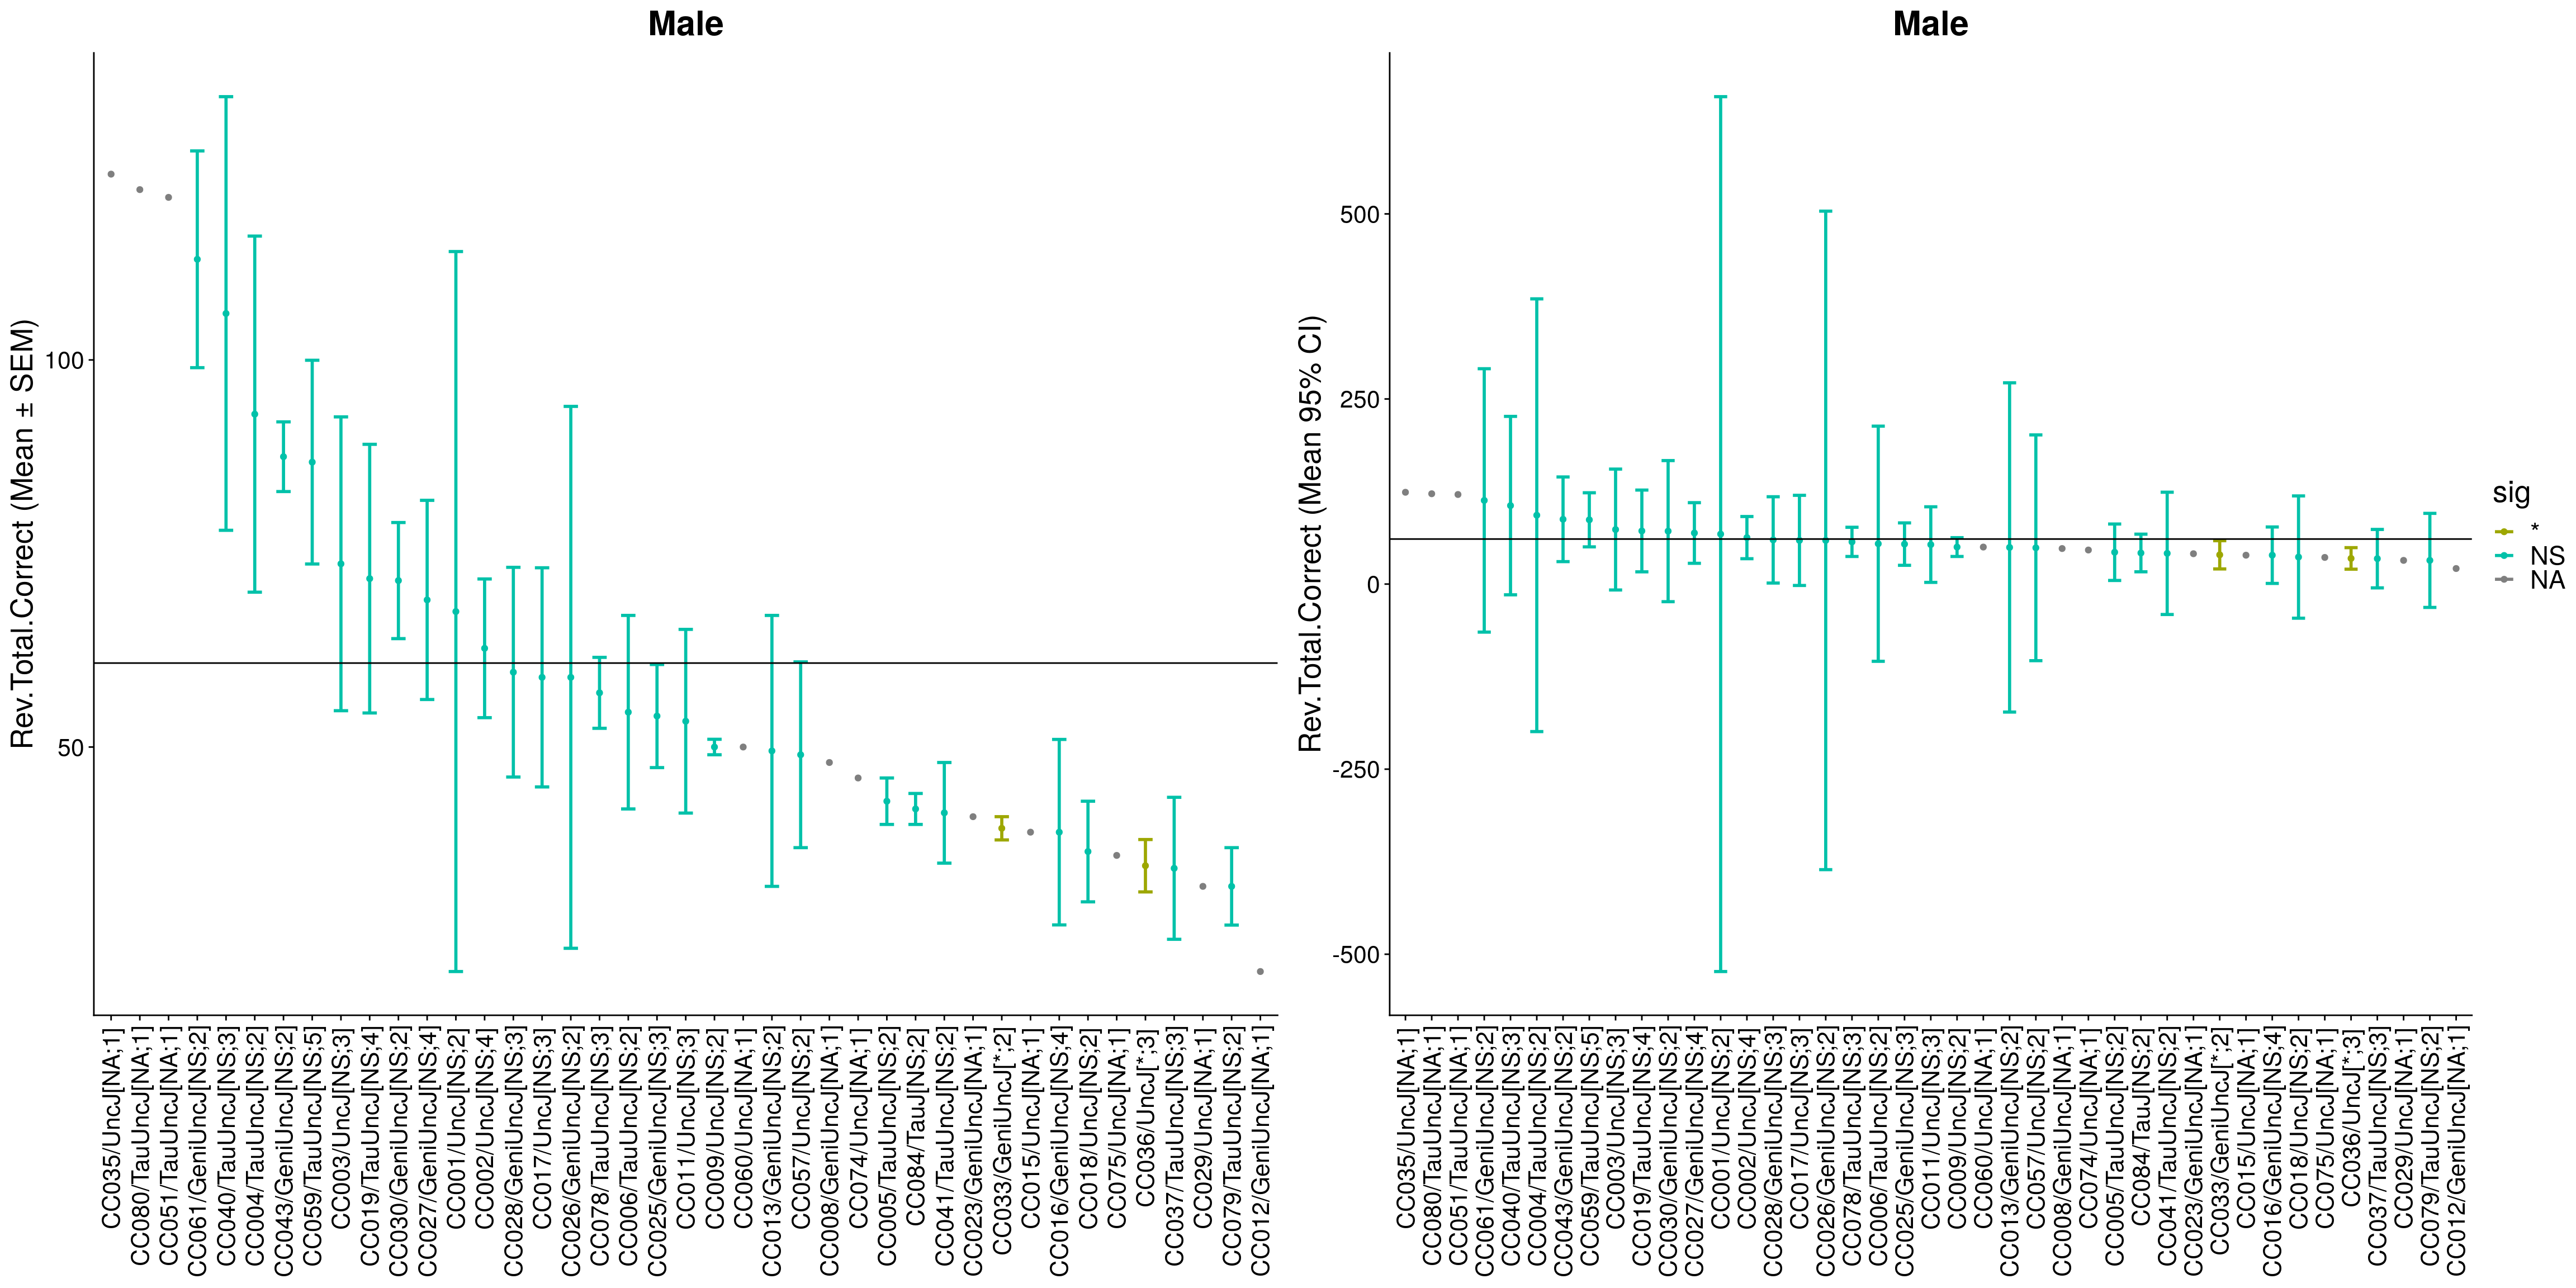 Male
Rev.Total.Correct (Mean ± SEM)
100
50
CC035/UncJ[NA;1]
CC080/TauUncJ[NA;1]
CC051/TauUncJ[NA;1]
CC061/GeniUncJ[NS;2]
CC040/TauUncJ[NS;3]
CC004/TauUncJ[NS;2]
CC043/GeniUncJ[NS;2]
CC059/TauUncJ[NS;5]
CC003/UncJ[NS;3]
CC019/TauUncJ[NS;4]
CC030/GeniUncJ[NS;2]
CC027/GeniUncJ[NS;4]
CC001/UncJ[NS;2]
CC002/UncJ[NS;4]
CC028/GeniUncJ[NS;3]
CC017/UncJ[NS;3]
CC026/GeniUncJ[NS;2]
CC078/TauUncJ[NS;3]
CC006/TauUncJ[NS;2]
CC025/GeniUncJ[NS;3]
CC011/UncJ[NS;3]
CC009/UncJ[NS;2]
CC060/UncJ[NA;1]
CC013/GeniUncJ[NS;2]
CC057/UncJ[NS;2]
CC008/GeniUncJ[NA;1]
CC074/UncJ[NA;1]
CC005/TauUncJ[NS;2]
CC084/TauJ[NS;2]
CC041/TauUncJ[NS;2]
CC023/GeniUncJ[NA;1]
CC033/GeniUncJ[*;2]
CC015/UncJ[NA;1]
CC016/GeniUncJ[NS;4]
CC018/UncJ[NS;2]
CC075/UncJ[NA;1]
CC036/UncJ[*;3]
CC037/TauUncJ[NS;3]
CC029/UncJ[NA;1]
CC079/TauUncJ[NS;2]
CC012/GeniUncJ[NA;1]
Male
Rev.Total.Correct (Mean 95% CI)
500
250
0
-250
-500
CC035/UncJ[NA;1]
CC080/TauUncJ[NA;1]
CC051/TauUncJ[NA;1]
CC061/GeniUncJ[NS;2]
CC040/TauUncJ[NS;3]
CC004/TauUncJ[NS;2]
CC043/GeniUncJ[NS;2]
CC059/TauUncJ[NS;5]
CC003/UncJ[NS;3]
CC019/TauUncJ[NS;4]
CC030/GeniUncJ[NS;2]
CC027/GeniUncJ[NS;4]
CC001/UncJ[NS;2]
CC002/UncJ[NS;4]
CC028/GeniUncJ[NS;3]
CC017/UncJ[NS;3]
CC026/GeniUncJ[NS;2]
CC078/TauUncJ[NS;3]
CC006/TauUncJ[NS;2]
CC025/GeniUncJ[NS;3]
CC011/UncJ[NS;3]
CC009/UncJ[NS;2]
CC060/UncJ[NA;1]
CC013/GeniUncJ[NS;2]
CC057/UncJ[NS;2]
CC008/GeniUncJ[NA;1]
CC074/UncJ[NA;1]
CC005/TauUncJ[NS;2]
CC084/TauJ[NS;2]
CC041/TauUncJ[NS;2]
CC023/GeniUncJ[NA;1]
CC033/GeniUncJ[*;2]
CC015/UncJ[NA;1]
CC016/GeniUncJ[NS;4]
CC018/UncJ[NS;2]
CC075/UncJ[NA;1]
CC036/UncJ[*;3]
CC037/TauUncJ[NS;3]
CC029/UncJ[NA;1]
CC079/TauUncJ[NS;2]
CC012/GeniUncJ[NA;1]
sig
*
NS
NA